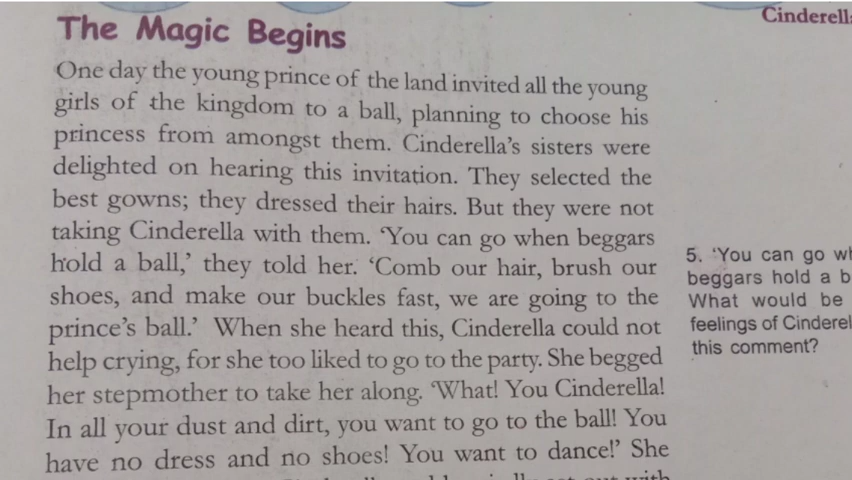 The Magic Begins
Cinderell
One day the young prince of the land invited all the young
girls of the kingdom to a ball, planning to choose his
princess from amongst them. Cinderella's sisters were
delighted on hearing this invitation. They selected the
best gowns; they dressed their hairs. But they were not
taking Cinderella with them. 'You can go when beggars
hold a ball,' they told her. 'Comb our hair, brush our
shoes, and make our buckles fast, we are going to the
prince's ball.' When she heard this, Cinderella could not
help crying, for she too liked to go to the party. She begged
her stepmother to take her along. 'What! You Cinderella!
In all your dust and dirt, you want to go to the ball! You
have no dress and no shoes! You want to dance!' She
with
5. 'You can go wh
beggars hold a b
What would be
feelings of Cinderel
this comment?